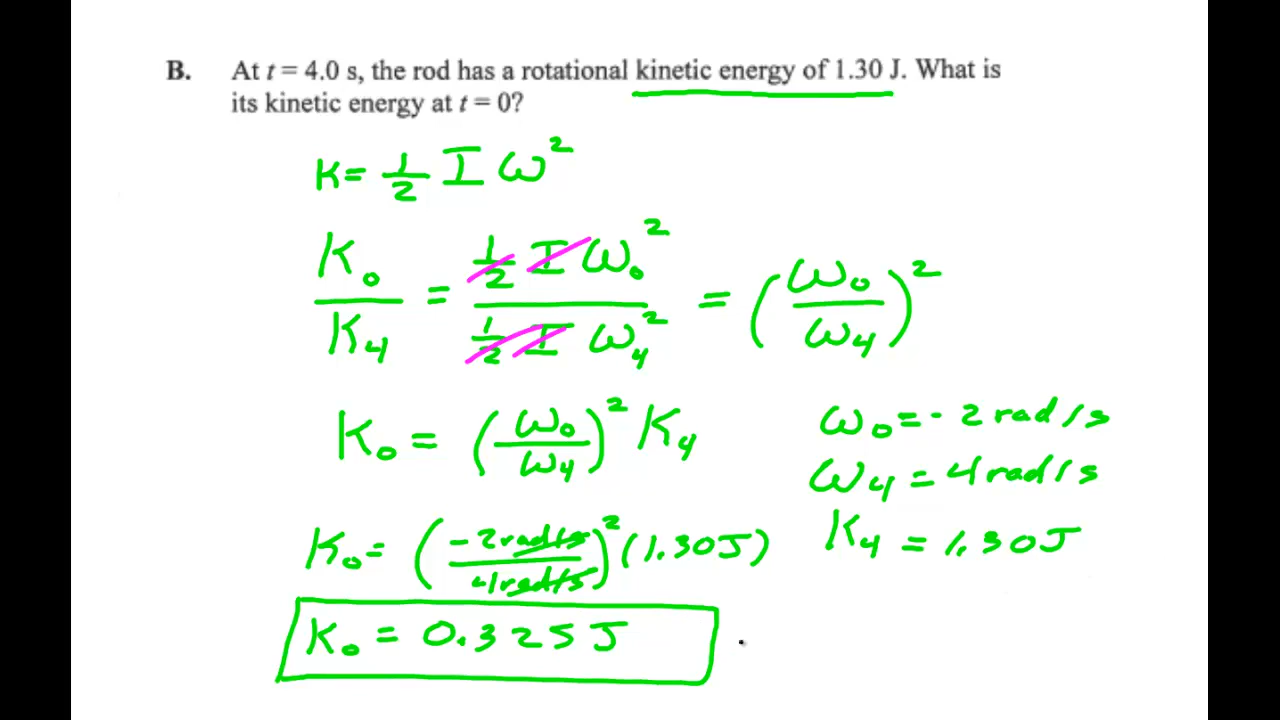 B. At t = 4.0 s, the rod has a rotational kinetic energy of 1.30 J. What is
its kinetic energy at t = 0?
K = 1/2 I ω²
K₀/K₄ = 1/2 I ω₀² / 1/2 I ω₄² = (ω₀/ω₄)²
K₀ = (ω₀/ω₄)² K₄
ω₀ = -2 rad/s
ω₄ = 4 rad/s
K₄ = 1.30J
K₀ = (-2 rad/s / 4 rad/s)² (1.30J)
K₀ = 0.325 J